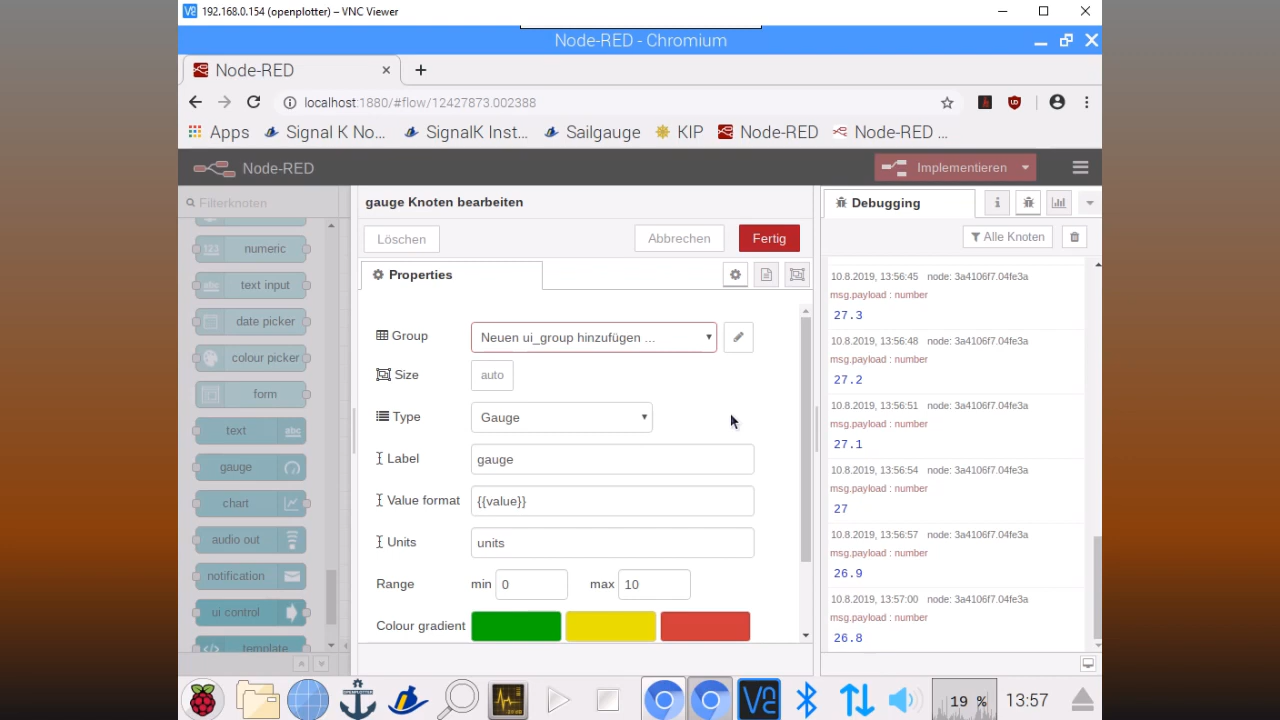 192.168.0.154 (openplotter) - VNC Viewer
Node-RED - Chromium
Node-RED
localhost:1880/#flow/12427873.002388
Apps Signal K No... SignalK Inst... Sailgauge KIP Node-RED Node-RED ...
Node-RED
Implementieren
Filterknoten
numeric
text input
date picker
colour picker
form
text
gauge
chart
audio out
notification
ui control
template
gauge Knoten bearbeiten
Löschen Abbrechen Fertig
Properties
Group Neuen ui_group hinzufügen ...
Size auto
Type Gauge
Label gauge
Value format {{value}}
Units units
Range min 0 max 10
Colour gradient
Debugging
Alle Knoten
10.8.2019, 13:56:45 node: 3a4106f7.04fe3a
msg.payload : number
27.3
10.8.2019, 13:56:48 node: 3a4106f7.04fe3a
msg.payload : number
27.2
10.8.2019, 13:56:51 node: 3a4106f7.04fe3a
msg.payload : number
27.1
10.8.2019, 13:56:54 node: 3a4106f7.04fe3a
msg.payload : number
27
10.8.2019, 13:56:57 node: 3a4106f7.04fe3a
msg.payload : number
26.9
10.8.2019, 13:57:00 node: 3a4106f7.04fe3a
msg.payload : number
26.8
19 % 13:57